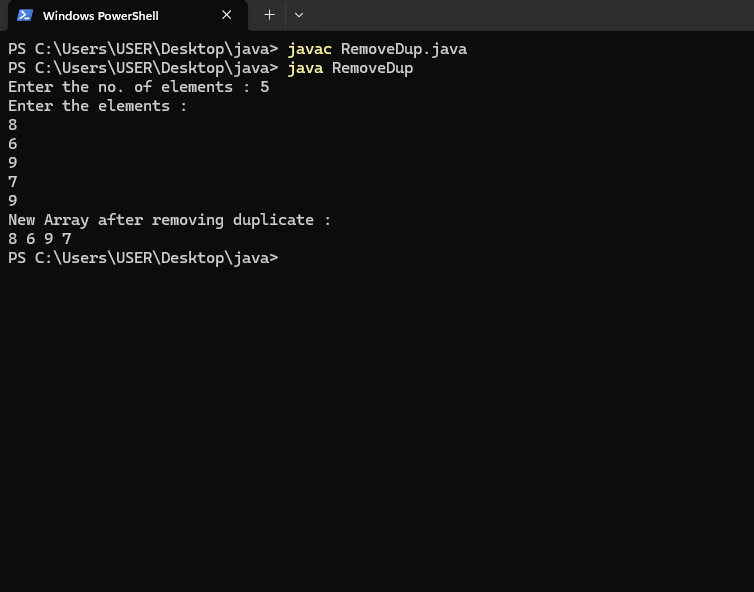 Windows PowerShell
PS C:\Users\USER\Desktop\java> javac RemoveDup.java
PS C:\Users\USER\Desktop\java> java RemoveDup
Enter the no. of elements : 5
Enter the elements :
8
6
9
7
9
New Array after removing duplicate :
8 6 9 7
PS C:\Users\USER\Desktop\java>